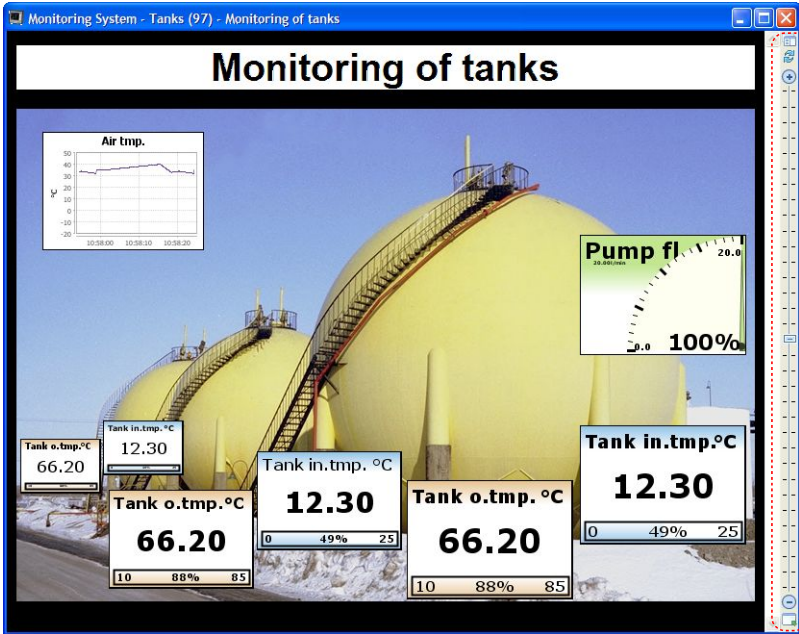 Monitoring System - Tanks (97) - Monitoring of tanks
Monitoring of tanks
Air tmp.
50
40
30
20
10
0
-10
-20
°C
10:58:00 10:58:10 10:58:20
Pump fl
20.00l/min
20.0
0.0
100%
Tank in.tmp.°C
12.30
Tank o.tmp.°C
66.20
Tank in.tmp. °C
12.30
0 49% 25
Tank in.tmp.°C
12.30
0 49% 25
Tank o.tmp.°C
66.20
10 88% 85
Tank o.tmp. °C
66.20
10 88% 85